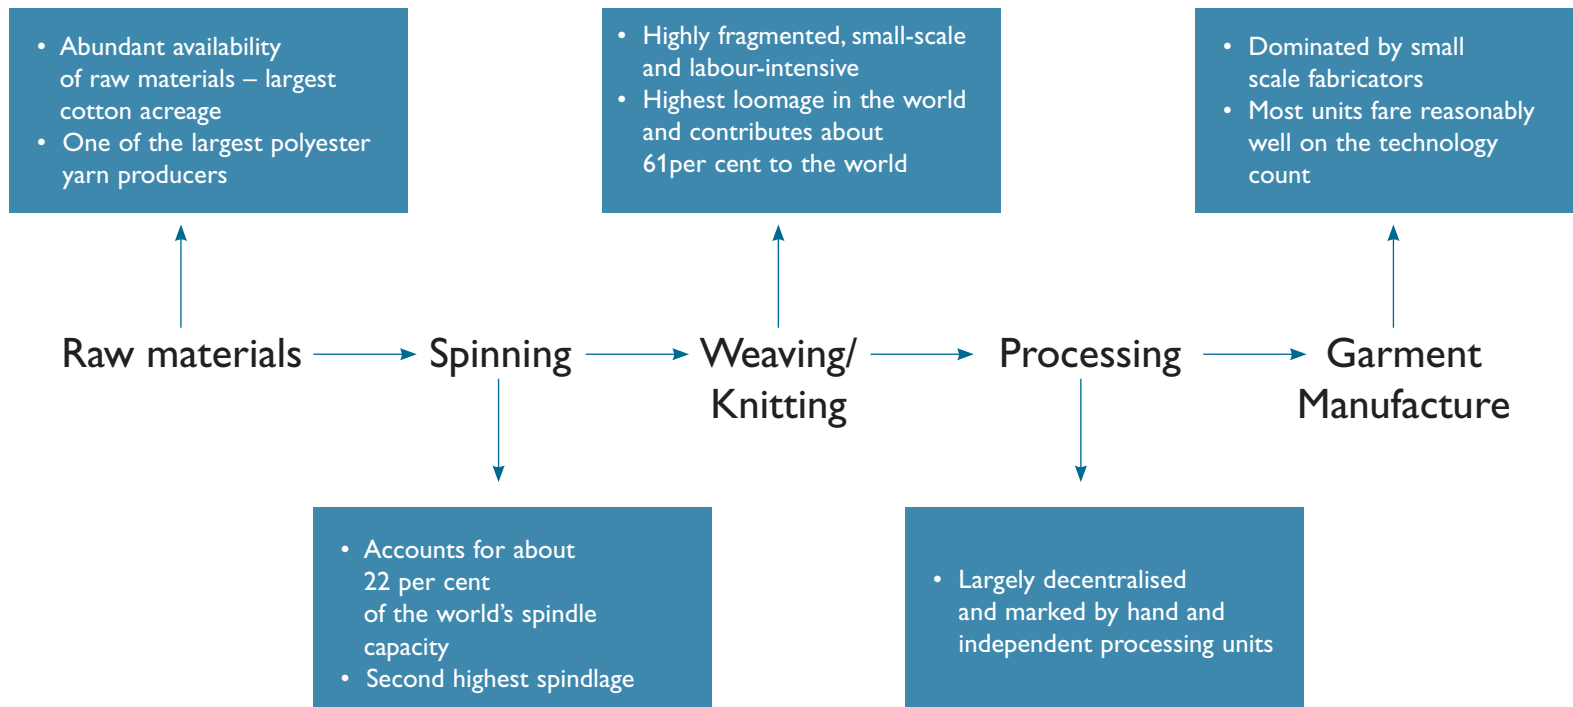 • Abundant availability
of raw materials – largest
cotton acreage
• One of the largest polyester
yarn producers
• Highly fragmented, small-scale
and labour-intensive
• Highest loomage in the world
and contributes about
61per cent to the world
• Dominated by small
scale fabricators
• Most units fare reasonably
well on the technology
count
Raw materials
Spinning
Weaving/
Knitting
Processing
Garment
Manufacture
• Accounts for about
22 per cent
of the world’s spindle
capacity
• Second highest spindlage
• Largely decentralised
and marked by hand and
independent processing units